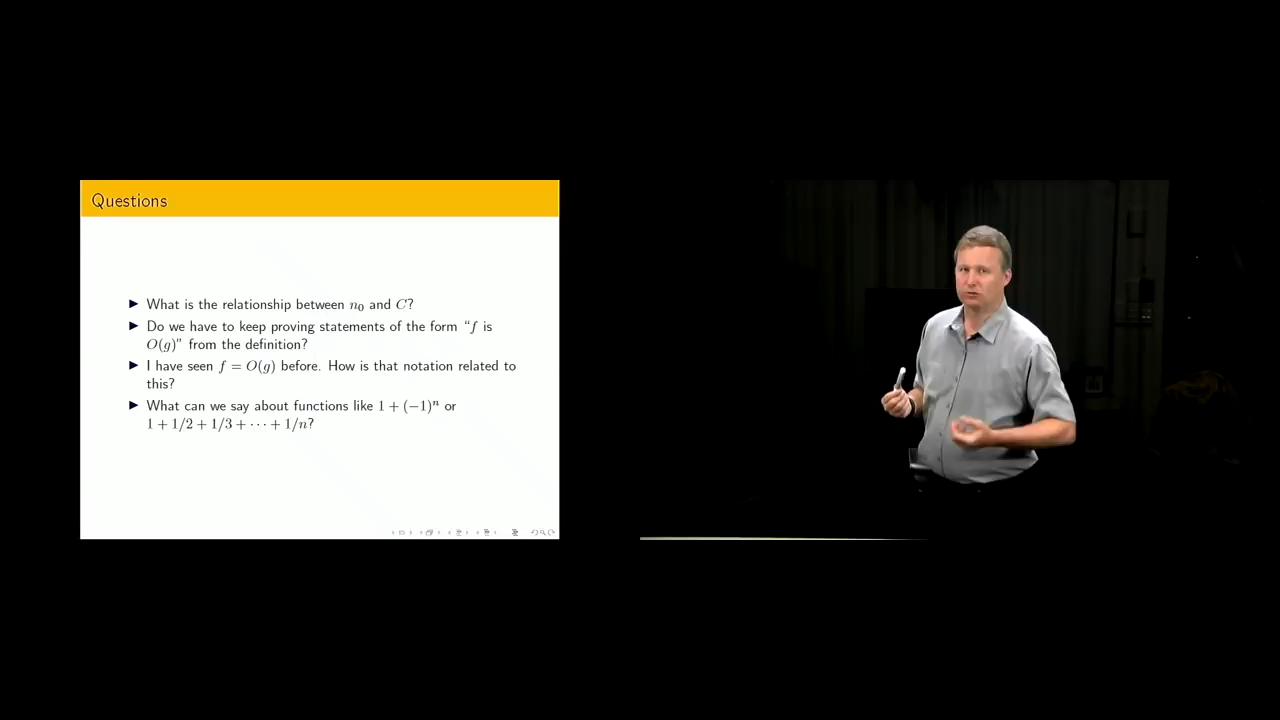 Questions
What is the relationship between n₀ and C?
Do we have to keep proving statements of the form “f is
O(g)” from the definition?
I have seen f = O(g) before. How is that notation related to
this?
What can we say about functions like 1 + (−1)ⁿ or
1 + 1/2 + 1/3 + ⋯ + 1/n?